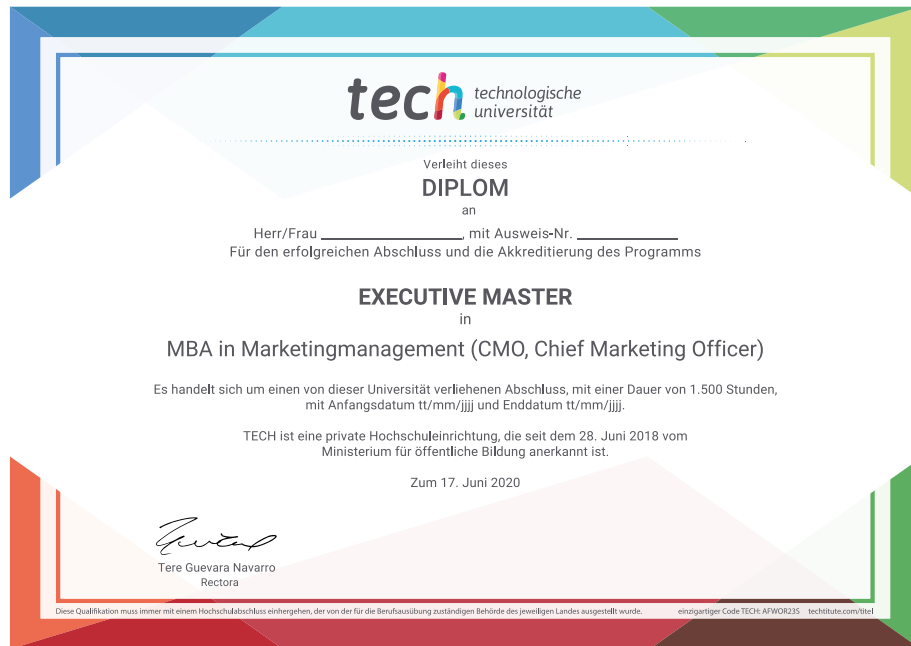 tech technologische
universität
Verleiht dieses
DIPLOM
an
Herr/Frau ____________________, mit Ausweis-Nr. ______________
Für den erfolgreichen Abschluss und die Akkreditierung des Programms
EXECUTIVE MASTER
in
MBA in Marketingmanagement (CMO, Chief Marketing Officer)
Es handelt sich um einen von dieser Universität verliehenen Abschluss, mit einer Dauer von 1.500 Stunden,
mit Anfangsdatum tt/mm/jjjj und Enddatum tt/mm/jjjj.
TECH ist eine private Hochschuleinrichtung, die seit dem 28. Juni 2018 vom
Ministerium für öffentliche Bildung anerkannt ist.
Zum 17. Juni 2020
Tere Guevara Navarro
Rectora
Diese Qualifikation muss immer mit einem Hochschulabschluss einhergehen, der von der für die Berufsausübung zuständigen Behörde des jeweiligen Landes ausgestellt wurde. einzigartiger Code TECH: AFWOR23S techtitute.com/titel